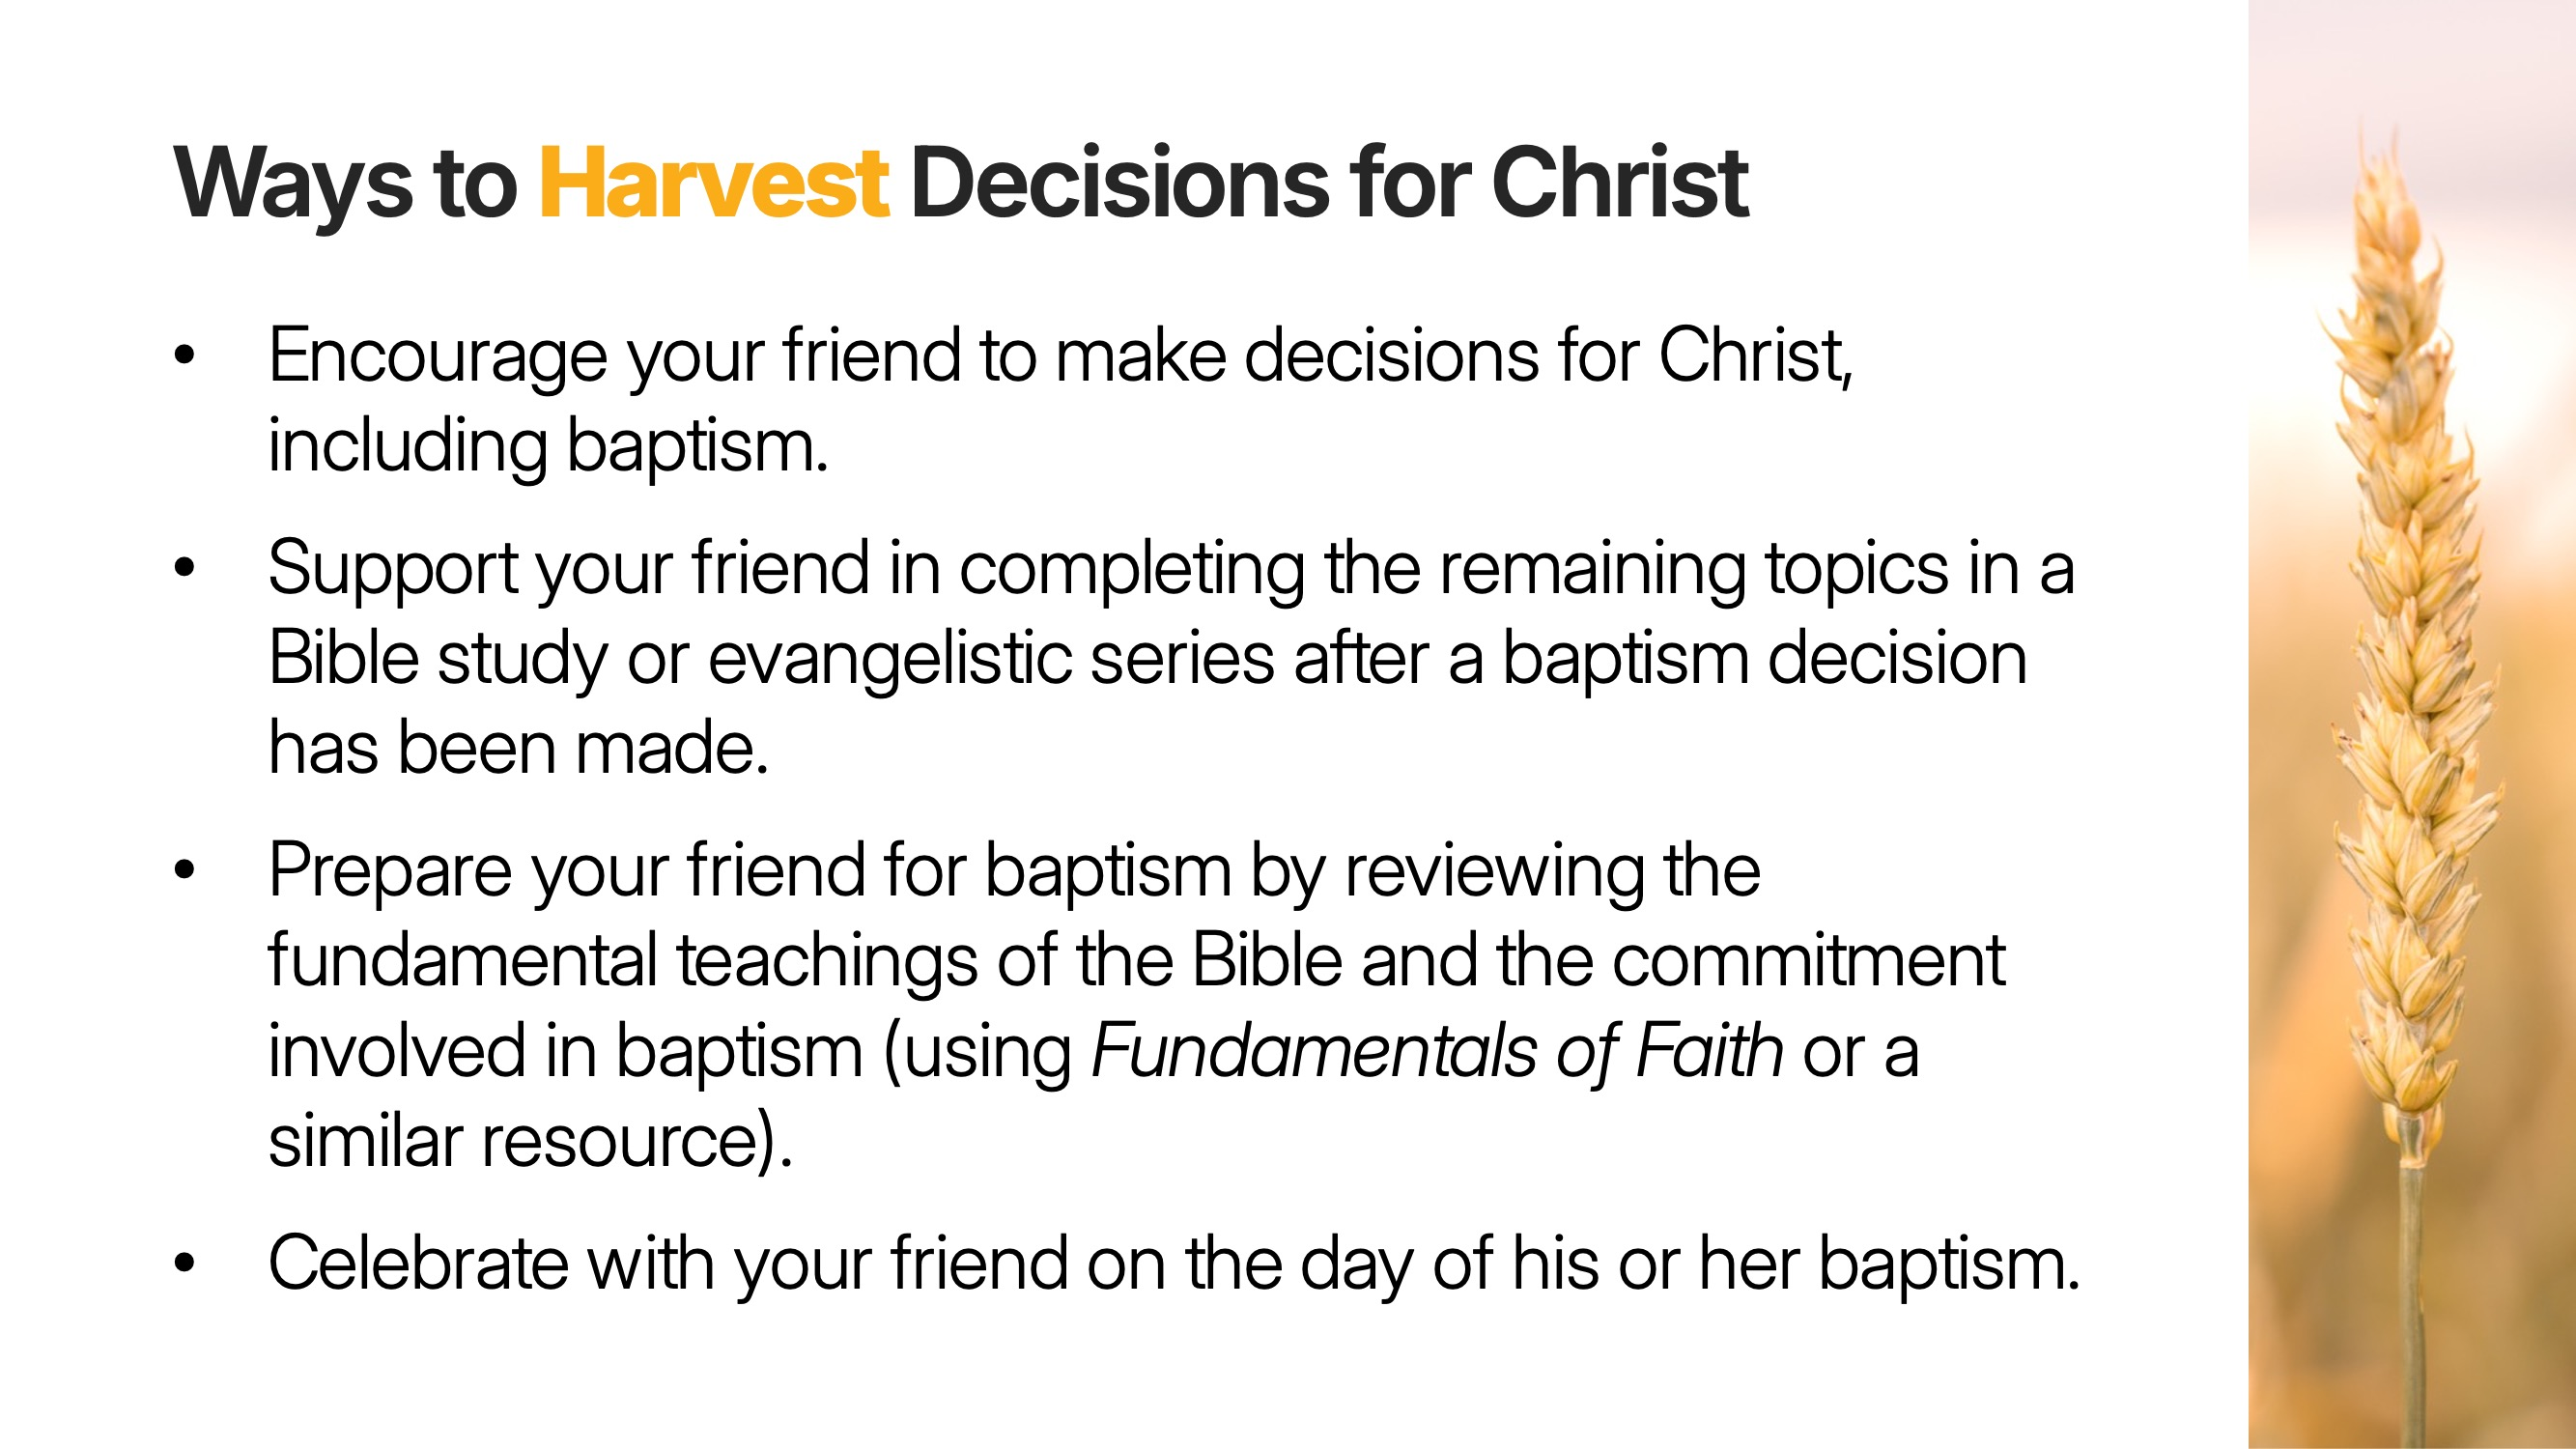 Ways to Harvest Decisions for Christ
• Encourage your friend to make decisions for Christ,
including baptism.
• Support your friend in completing the remaining topics in a
Bible study or evangelistic series after a baptism decision
has been made.
• Prepare your friend for baptism by reviewing the
fundamental teachings of the Bible and the commitment
involved in baptism (using Fundamentals of Faith or a
similar resource).
• Celebrate with your friend on the day of his or her baptism.